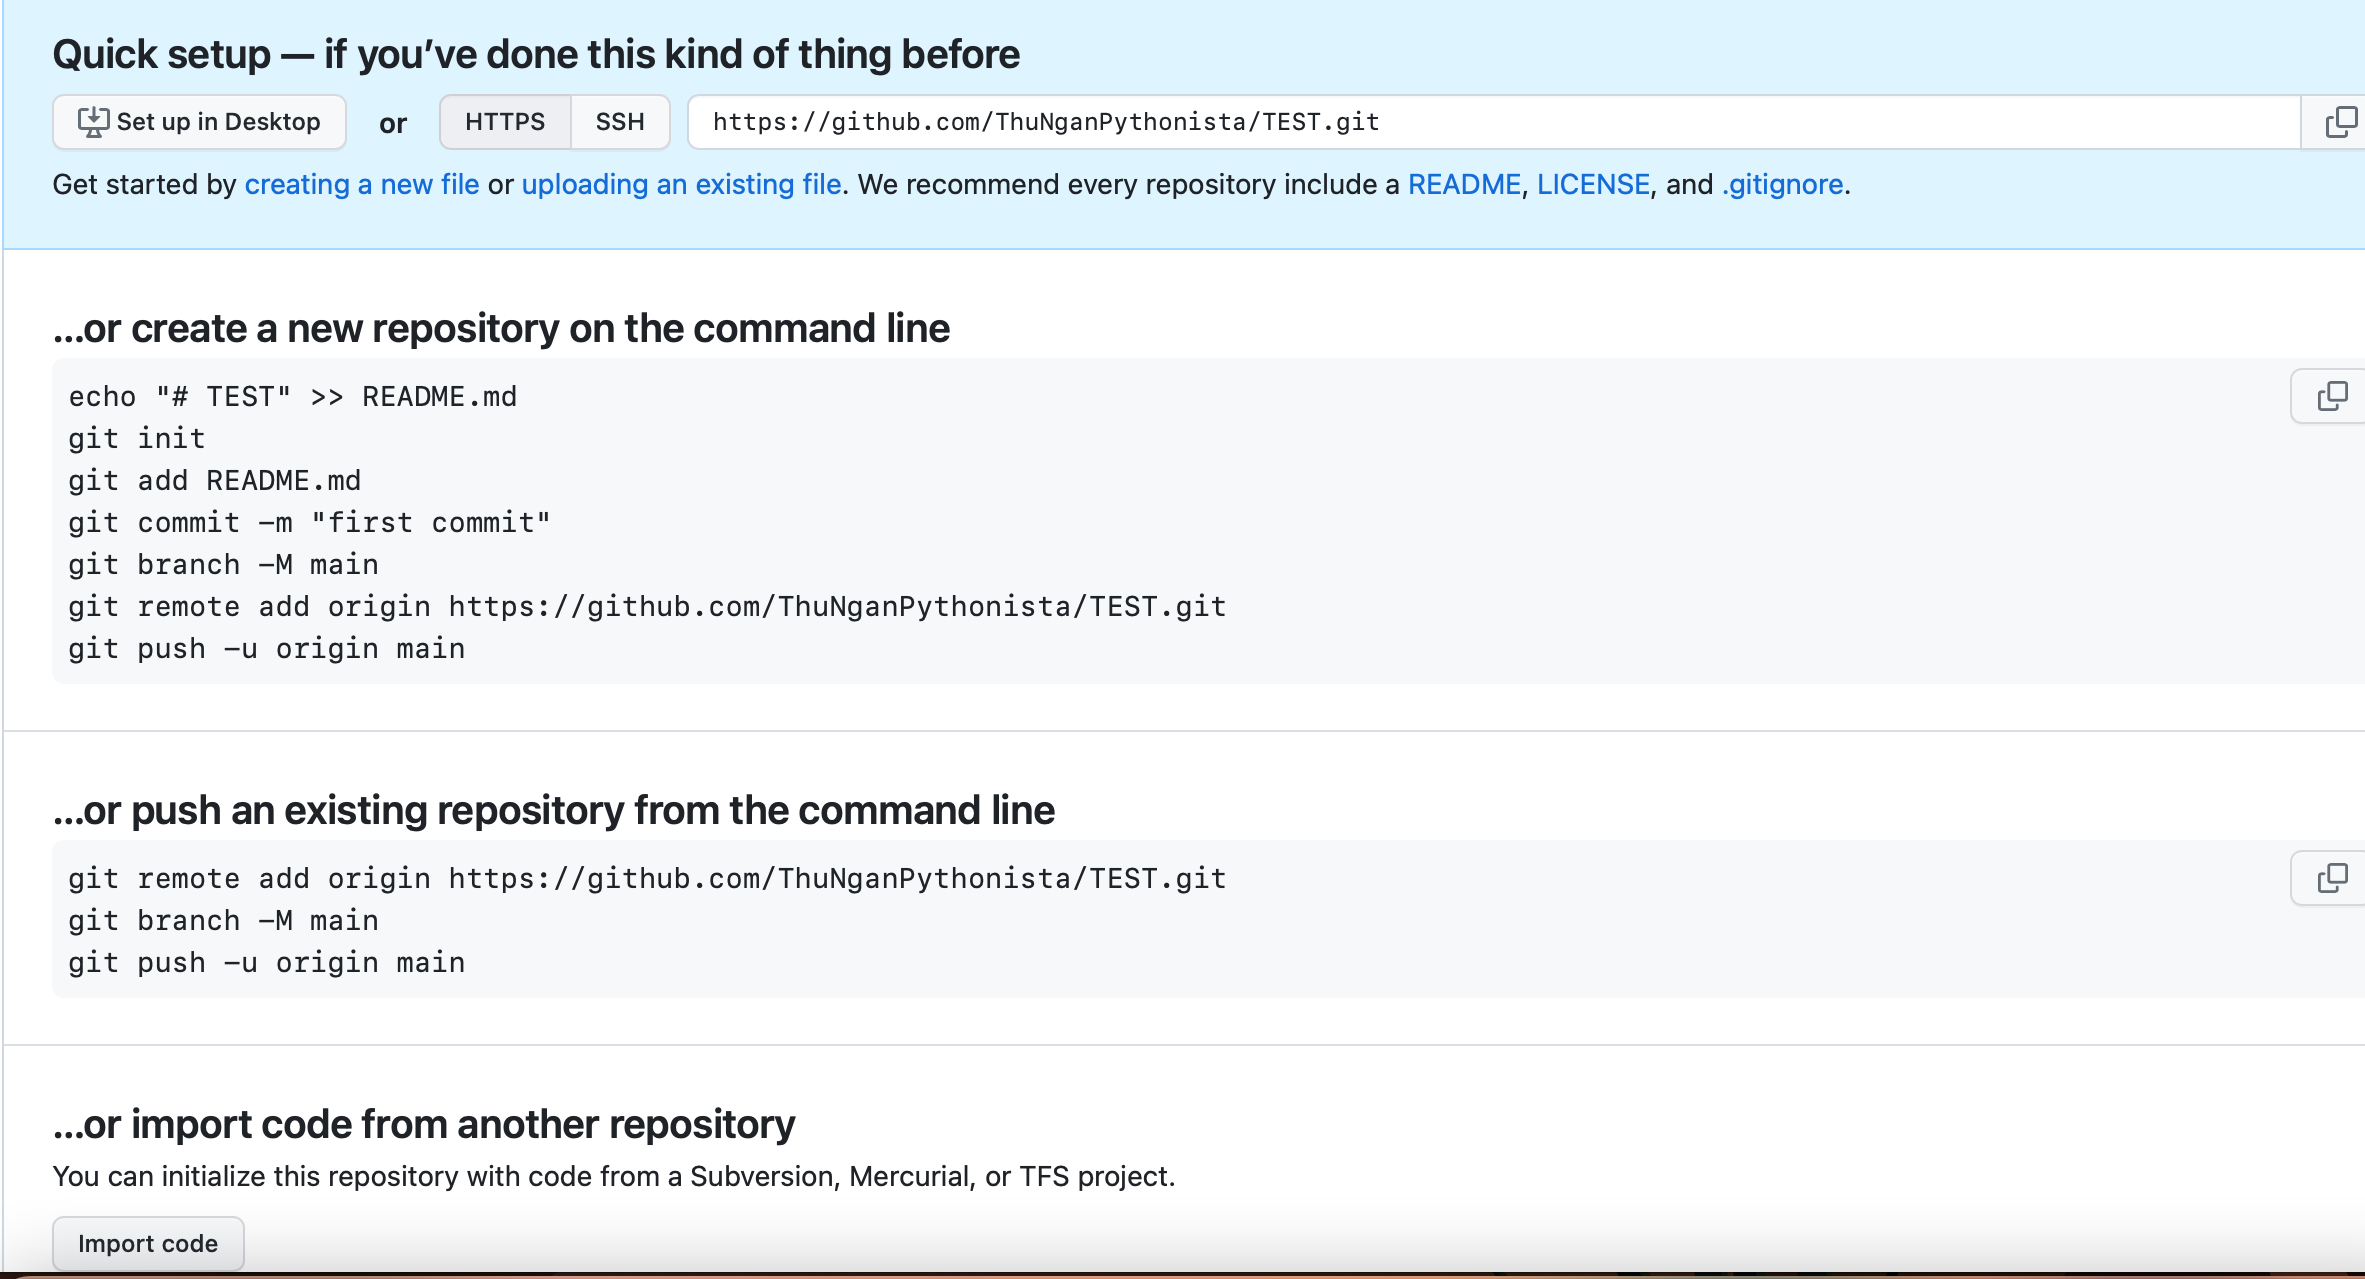 Quick setup — if you’ve done this kind of thing before
Set up in Desktop or HTTPS SSH https://github.com/ThuNganPythonista/TEST.git
Get started by creating a new file or uploading an existing file. We recommend every repository include a README, LICENSE, and .gitignore.
…or create a new repository on the command line
echo "# TEST" >> README.md
git init
git add README.md
git commit -m "first commit"
git branch -M main
git remote add origin https://github.com/ThuNganPythonista/TEST.git
git push -u origin main
…or push an existing repository from the command line
git remote add origin https://github.com/ThuNganPythonista/TEST.git
git branch -M main
git push -u origin main
…or import code from another repository
You can initialize this repository with code from a Subversion, Mercurial, or TFS project.
Import code